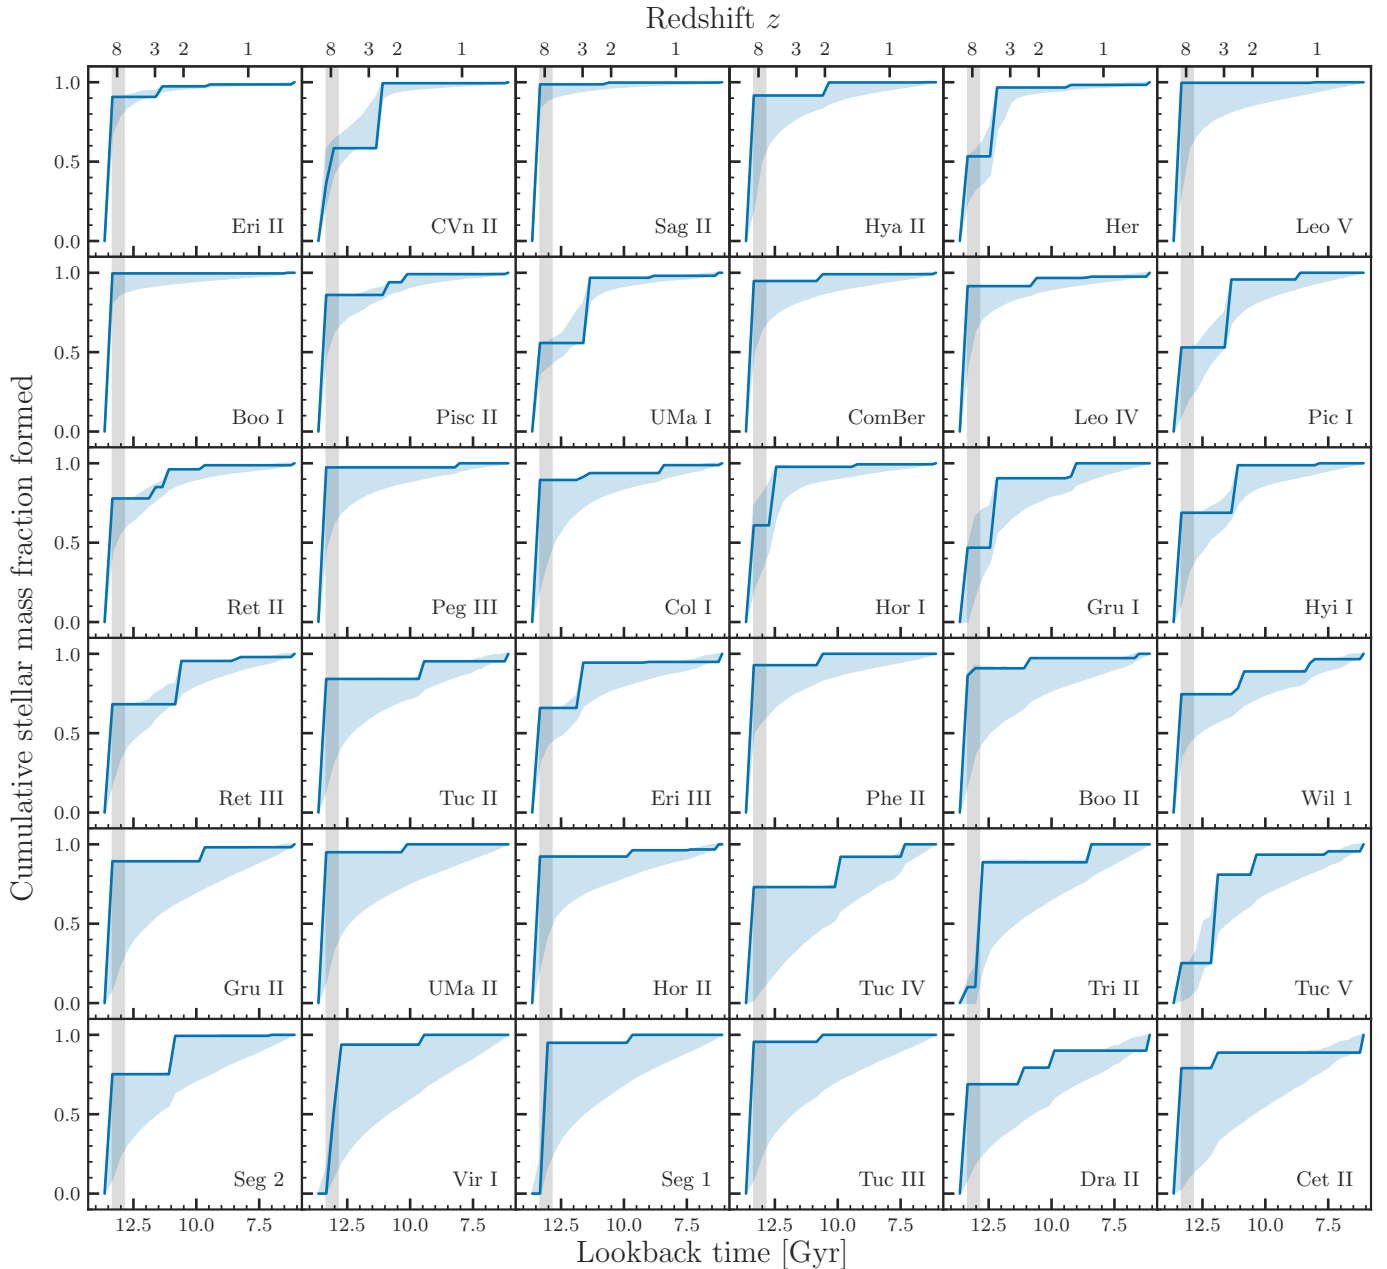 Redshift z
8 3 2 1 8 3 2 1 8 3 2 1 8 3 2 1 8 3 2 1 8 3 2 1
1.0
0.5
0.0
Eri II CVn II Sag II Hya II Her Leo V
1.0
0.5
0.0
Boo I Pisc II UMa I ComBer Leo IV Pic I
1.0
0.5
0.0
Ret II Peg III Col I Hor I Gru I Hyi I
1.0
0.5
0.0
Ret III Tuc II Eri III Phe II Boo II Wil 1
1.0
0.5
0.0
Gru II UMa II Hor II Tuc IV Tri II Tuc V
1.0
0.5
0.0
Seg 2 Vir I Seg 1 Tuc III Dra II Cet II
12.5 10.0 7.5 12.5 10.0 7.5 12.5 10.0 7.5 12.5 10.0 7.5 12.5 10.0 7.5 12.5 10.0 7.5
Lookback time [Gyr]
Cumulative stellar mass fraction formed